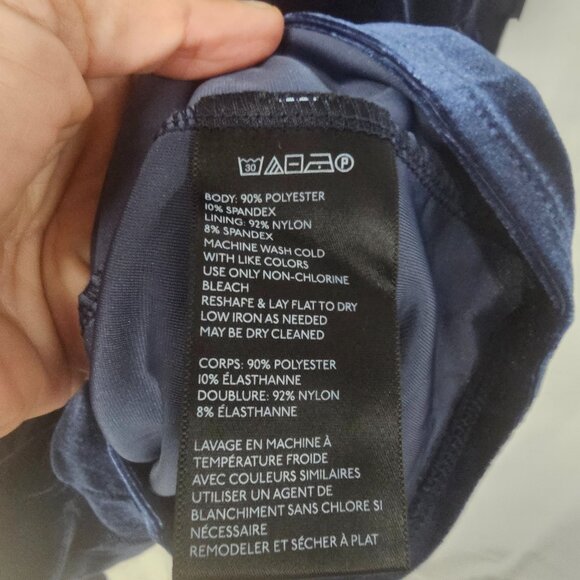 30 P
BODY: 90% POLYESTER
10% SPANDEX
LINING: 92% NYLON
8% SPANDEX
MACHINE WASH COLD
WITH LIKE COLORS
USE ONLY NON-CHLORINE
BLEACH
RESHAPE & LAY FLAT TO DRY
LOW IRON AS NEEDED
MAY BE DRY CLEANED
CORPS: 90% POLYESTER
10% ÉLASTHANNE
DOUBLURE: 92% NYLON
8% ÉLASTHANNE
LAVAGE EN MACHINE À
TEMPÉRATURE FROIDE
AVEC COULEURS SIMILAIRES
UTILISER UN AGENT DE
BLANCHIMENT SANS CHLORE SI
NÉCESSAIRE
REMODELER ET SÉCHER À PLAT